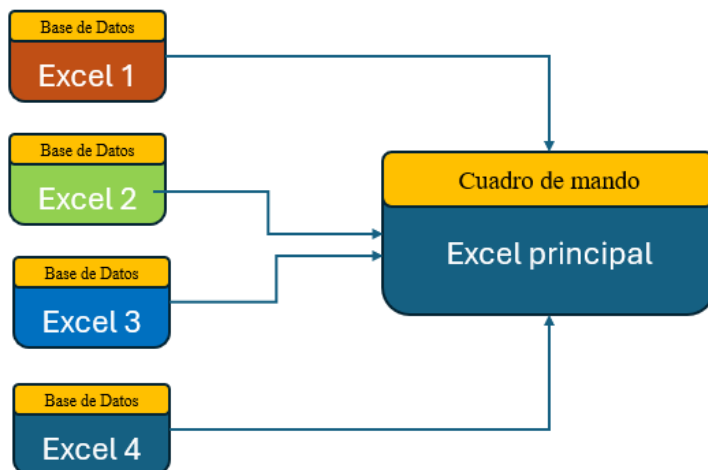 Base de Datos
Excel 1
Base de Datos
Excel 2
Base de Datos
Excel 3
Base de Datos
Excel 4
Cuadro de mando
Excel principal